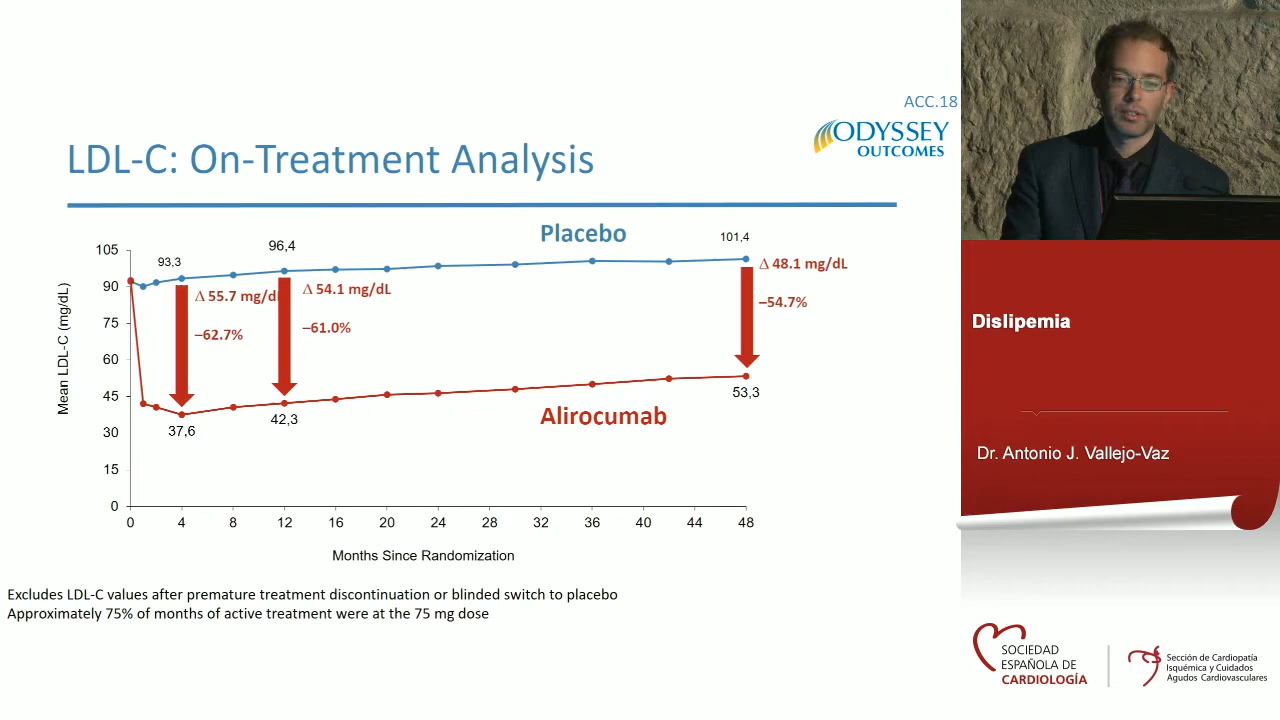 ACC.18
ODYSSEY
OUTCOMES
LDL-C: On-Treatment Analysis
Mean LDL-C (mg/dL)
105
90
75
60
45
30
15
0
Placebo
93,3
96,4
101,4
Δ 55.7 mg/d
–62.7%
Δ 54.1 mg/dL
–61.0%
Δ 48.1 mg/dL
–54.7%
37,6
42,3
53,3
Alirocumab
0 4 8 12 16 20 24 28 32 36 40 44 48
Months Since Randomization
Excludes LDL-C values after premature treatment discontinuation or blinded switch to placebo
Approximately 75% of months of active treatment were at the 75 mg dose
Dislipemia
Dr. Antonio J. Vallejo-Vaz
SOCIEDAD
ESPAÑOLA DE
CARDIOLOGÍA
Sección de Cardiopatía
Isquémica y Cuidados
Agudos Cardiovasculares